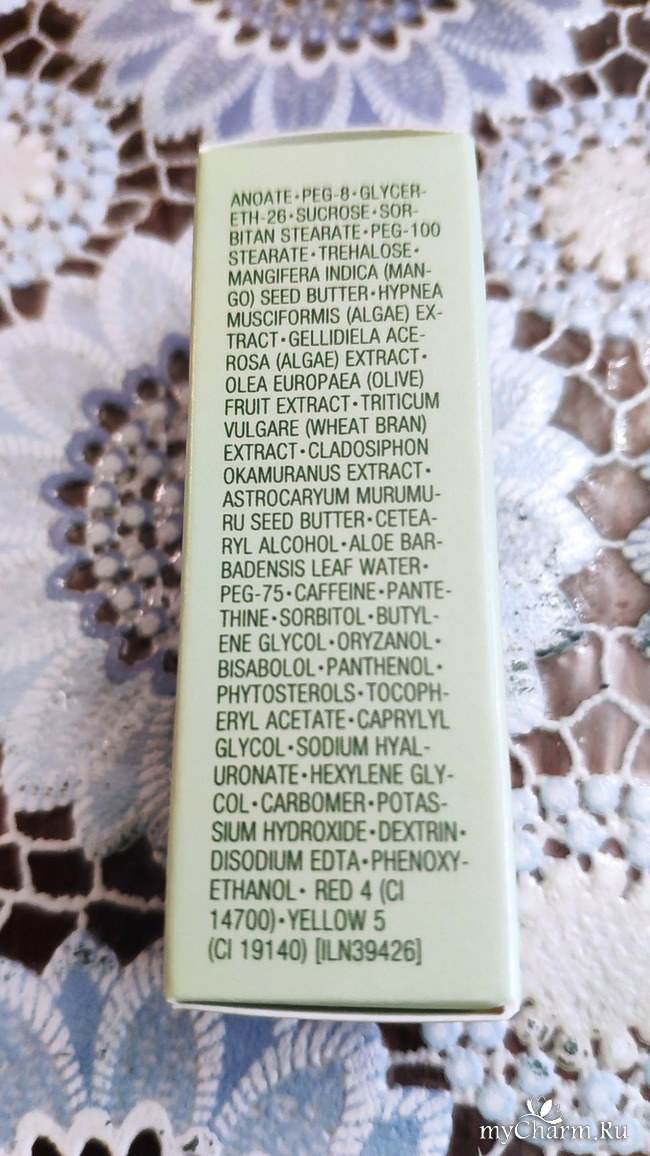 ANOATE•PEG-8•GLYCER-
ETH-26•SUCROSE•SOR-
BITAN STEARATE•PEG-100
STEARATE•TREHALOSE•
MANGIFERA INDICA (MAN-
GO) SEED BUTTER•HYPNEA
MUSCIFORMIS (ALGAE) EX-
TRACT•GELLIDIELA ACE-
ROSA (ALGAE) EXTRACT•
OLEA EUROPAEA (OLIVE)
FRUIT EXTRACT•TRITICUM
VULGARE (WHEAT BRAN)
EXTRACT•CLADOSIPHON
OKAMURANUS EXTRACT•
ASTROCARYUM MURUMU-
RU SEED BUTTER•CETEA-
RYL ALCOHOL•ALOE BAR-
BADENSIS LEAF WATER•
PEG-75•CAFFEINE•PANTE-
THINE•SORBITOL•BUTYL-
ENE GLYCOL•ORYZANOL•
BISABOLOL•PANTHENOL•
PHYTOSTEROLS•TOCOPH-
ERYL ACETATE•CAPRYLYL
GLYCOL•SODIUM HYAL-
URONATE•HEXYLENE GLY-
COL•CARBOMER•POTAS-
SIUM HYDROXIDE•DEXTRIN•
DISODIUM EDTA•PHENOXY-
ETHANOL• RED 4 (CI
14700)•YELLOW 5
(CI 19140) [ILN39426]
myCharm.Ru